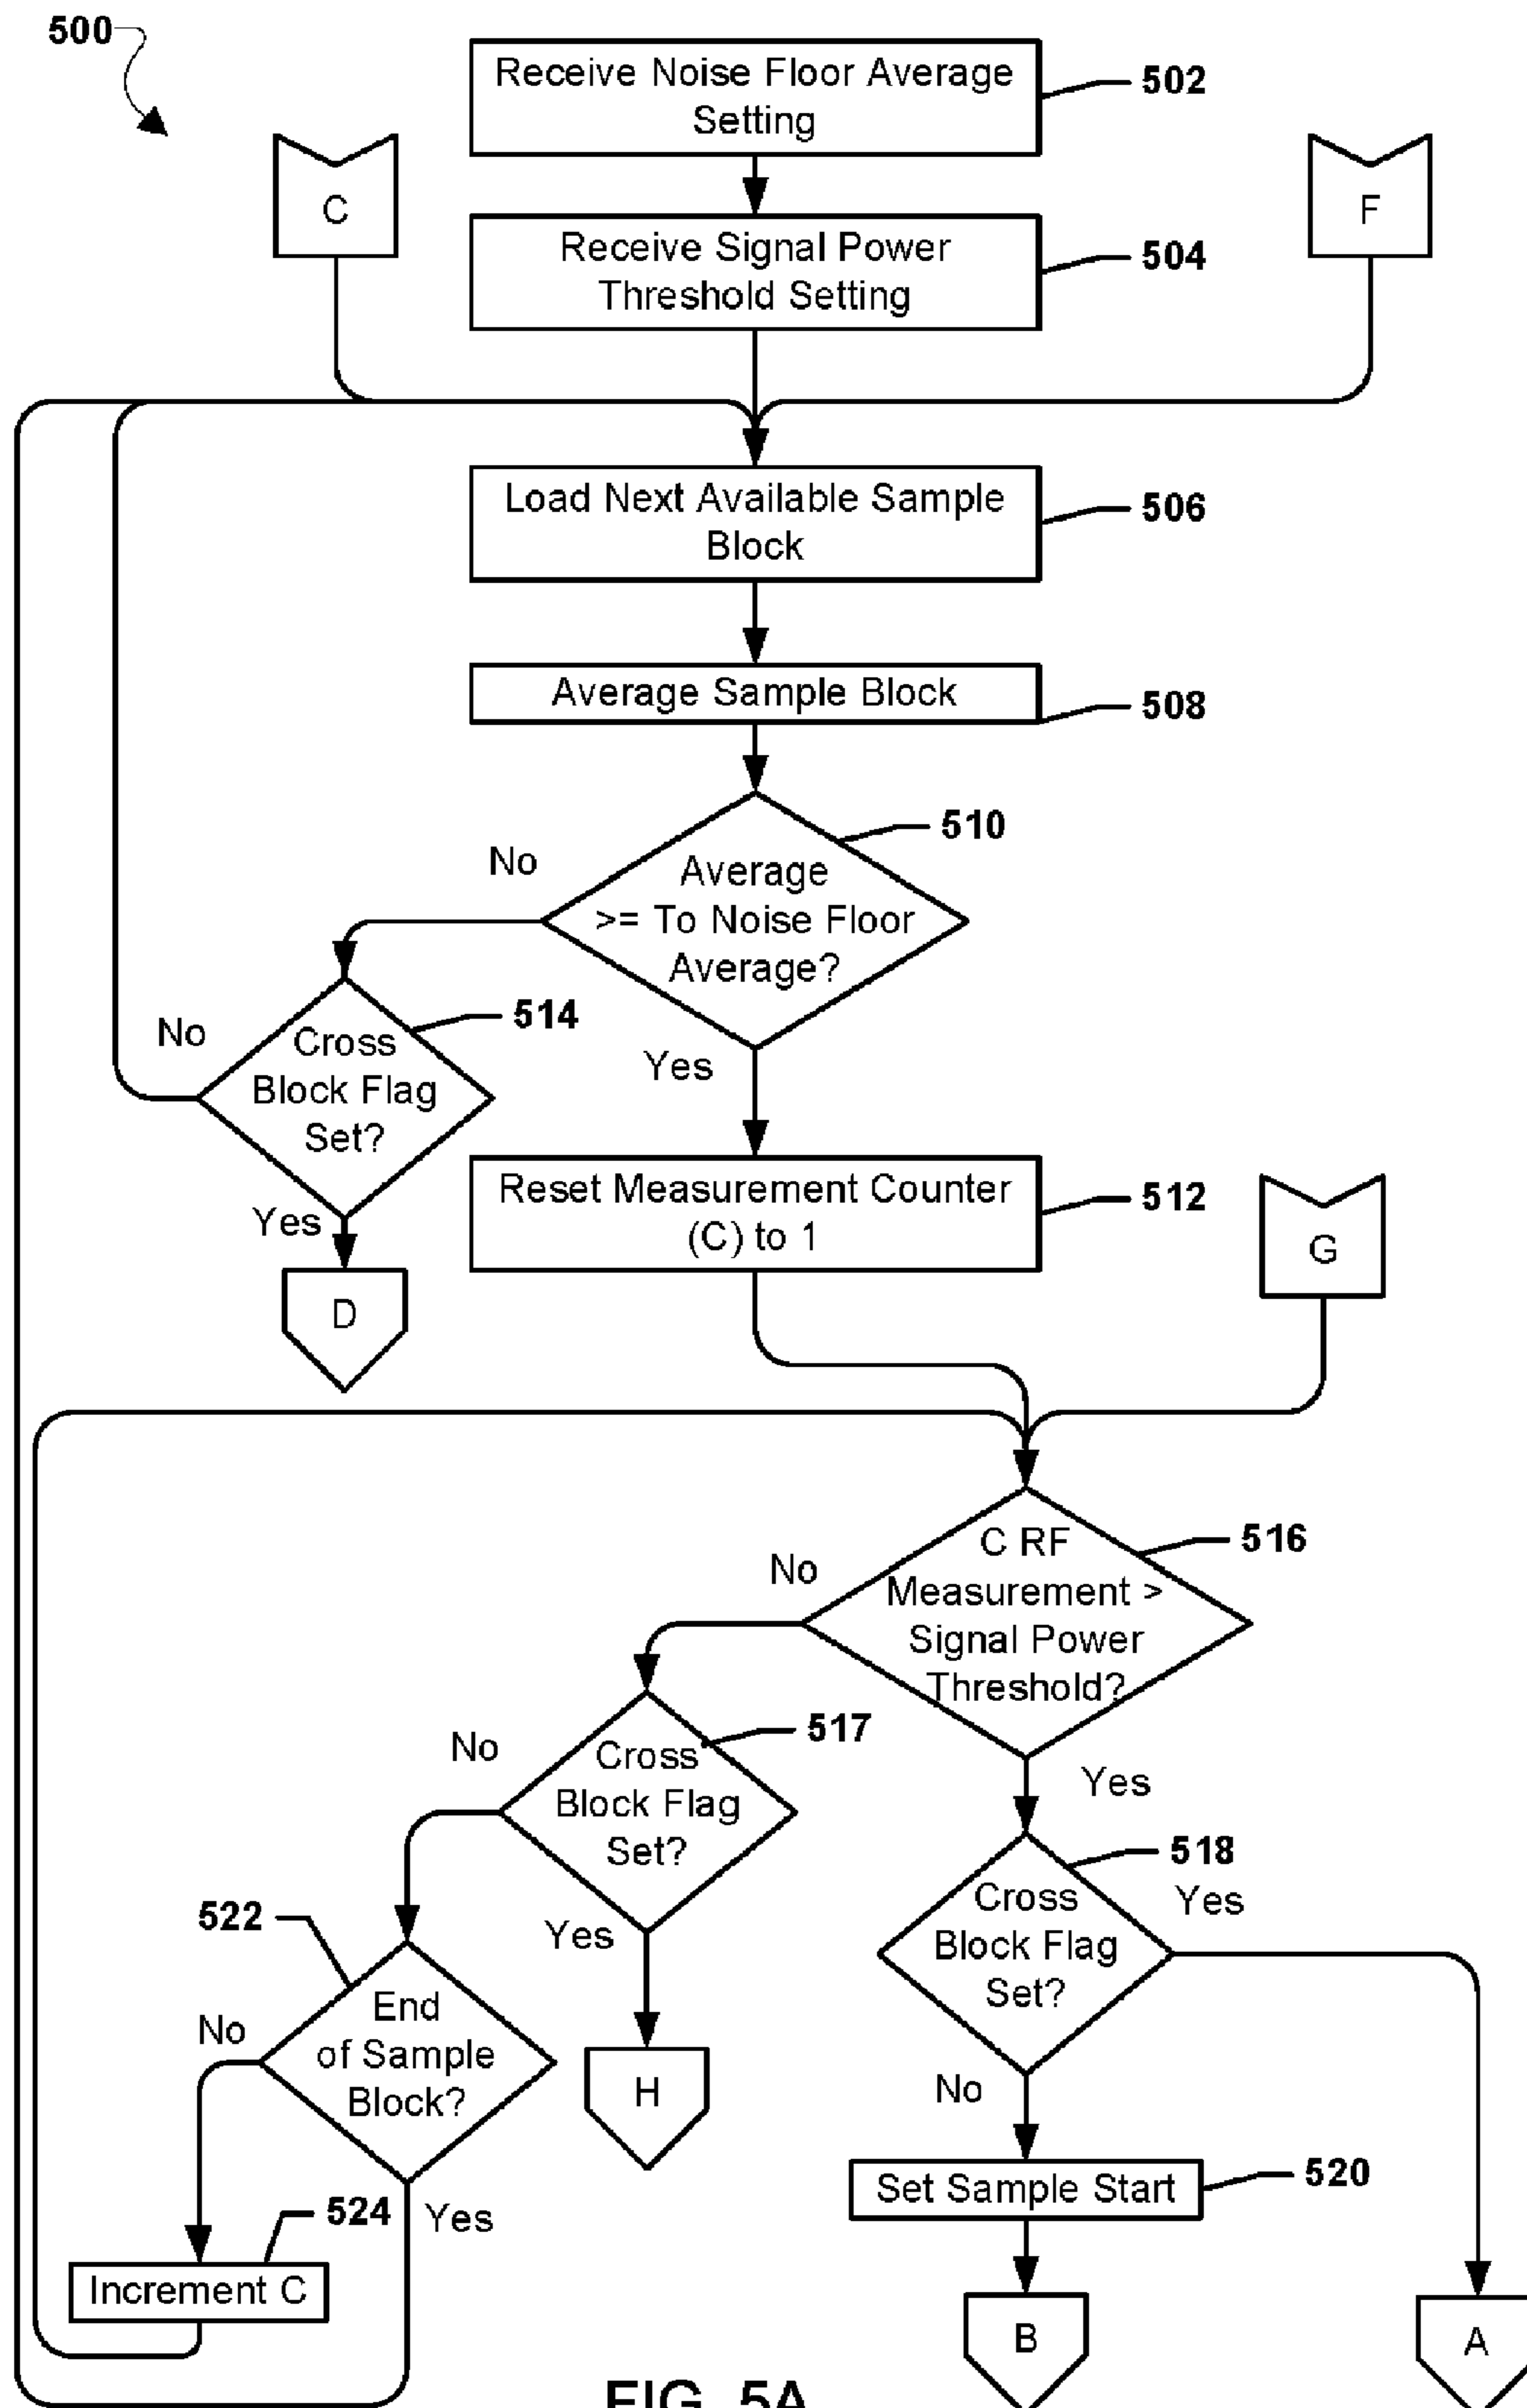 500
Receive Noise Floor Average
Setting
502
C
F
Receive Signal Power
Threshold Setting
504
Load Next Available Sample
Block
506
Average Sample Block
508
510
No
Average
>= To Noise Floor
Average?
514
No
Cross
Block Flag
Set?
Yes
Yes
Reset Measurement Counter
(C) to 1
512
G
D
C RF
Measurement >
Signal Power
Threshold?
516
No
517
No
Cross
Block Flag
Set?
Yes
518
Yes
Cross
Block Flag
Set?
522
Yes
End
of Sample
Block?
No
H
No
Set Sample Start
520
524
Yes
Increment C
B
A
FIG. 5A